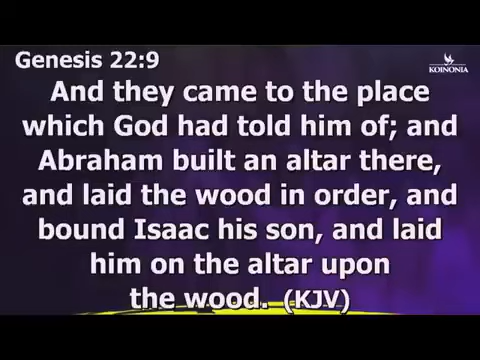 Genesis 22:9
KOINONIA
And they came to the place
which God had told him of; and
Abraham built an altar there,
and laid the wood in order, and
bound Isaac his son, and laid
him on the altar upon
the wood. (KJV)